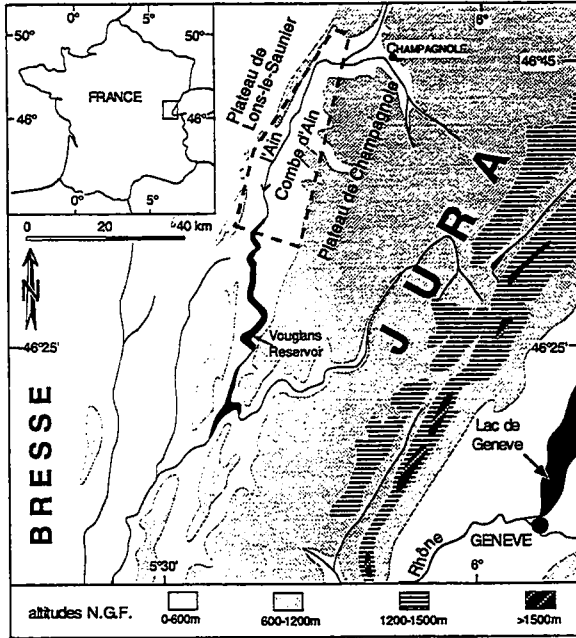 50°
5°
50°
FRANCE
46°
46°
0°
5°
0
20
40 km
N
6°
CHAMPAGNOLE
46°45
Plateau de
Lons-le-Saunier
l'Ain
Combe d'Ain
Plateau de Champagnole
JURA
46°25
Vouglans
Reservoir
46°25
BRESSE
Lac de
Geneve
GENEVE
Rhône
5°30
6°
altitudes N.G.F.
0-600m
600-1200m
1200-1500m
>1500m